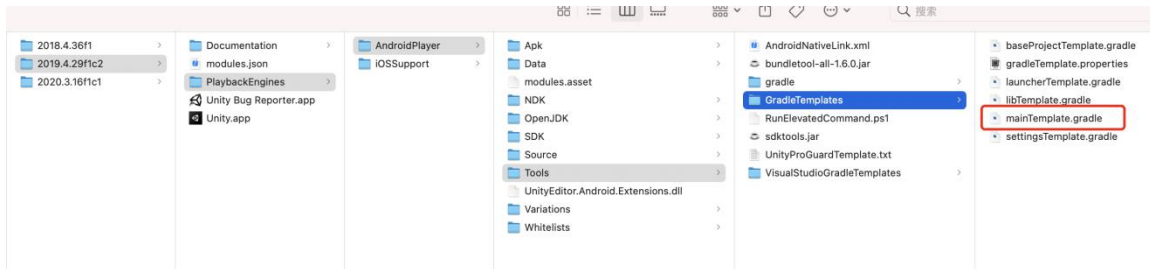 搜索
2018.4.36f1
2019.4.29f1c2
2020.3.16f1c1
Documentation
modules.json
PlaybackEngines
Unity Bug Reporter.app
Unity.app
AndroidPlayer
iOSSupport
Apk
Data
modules.asset
NDK
OpenJDK
SDK
Source
Tools
UnityEditor.Android.Extensions.dll
Variations
Whitelists
AndroidNativeLink.xml
bundletool-all-1.6.0.jar
gradle
GradleTemplates
RunElevatedCommand.ps1
sdktools.jar
UnityProGuardTemplate.txt
VisualStudioGradleTemplates
baseProjectTemplate.gradle
gradleTemplate.properties
launcherTemplate.gradle
libTemplate.gradle
mainTemplate.gradle
settingsTemplate.gradle